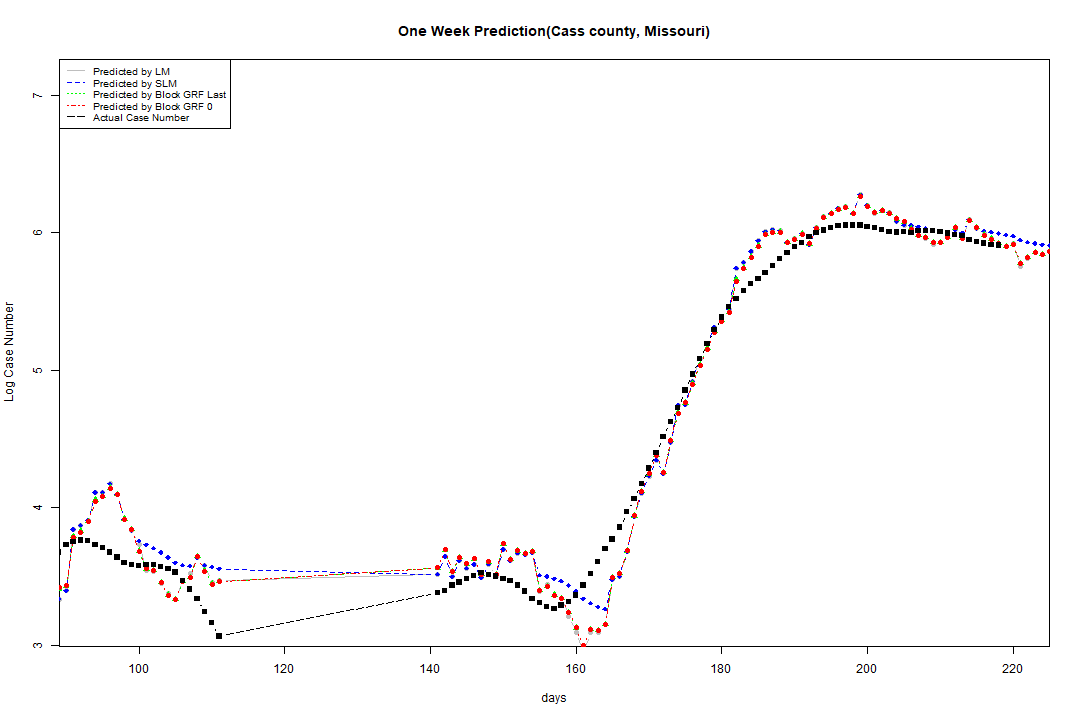 One Week Prediction(Cass county, Missouri)
Predicted by LM
Predicted by SLM
Predicted by Block GRF Last
Predicted by Block GRF 0
Actual Case Number
7
6
5
4
3
Log Case Number
100 120 140 160 180 200 220
days